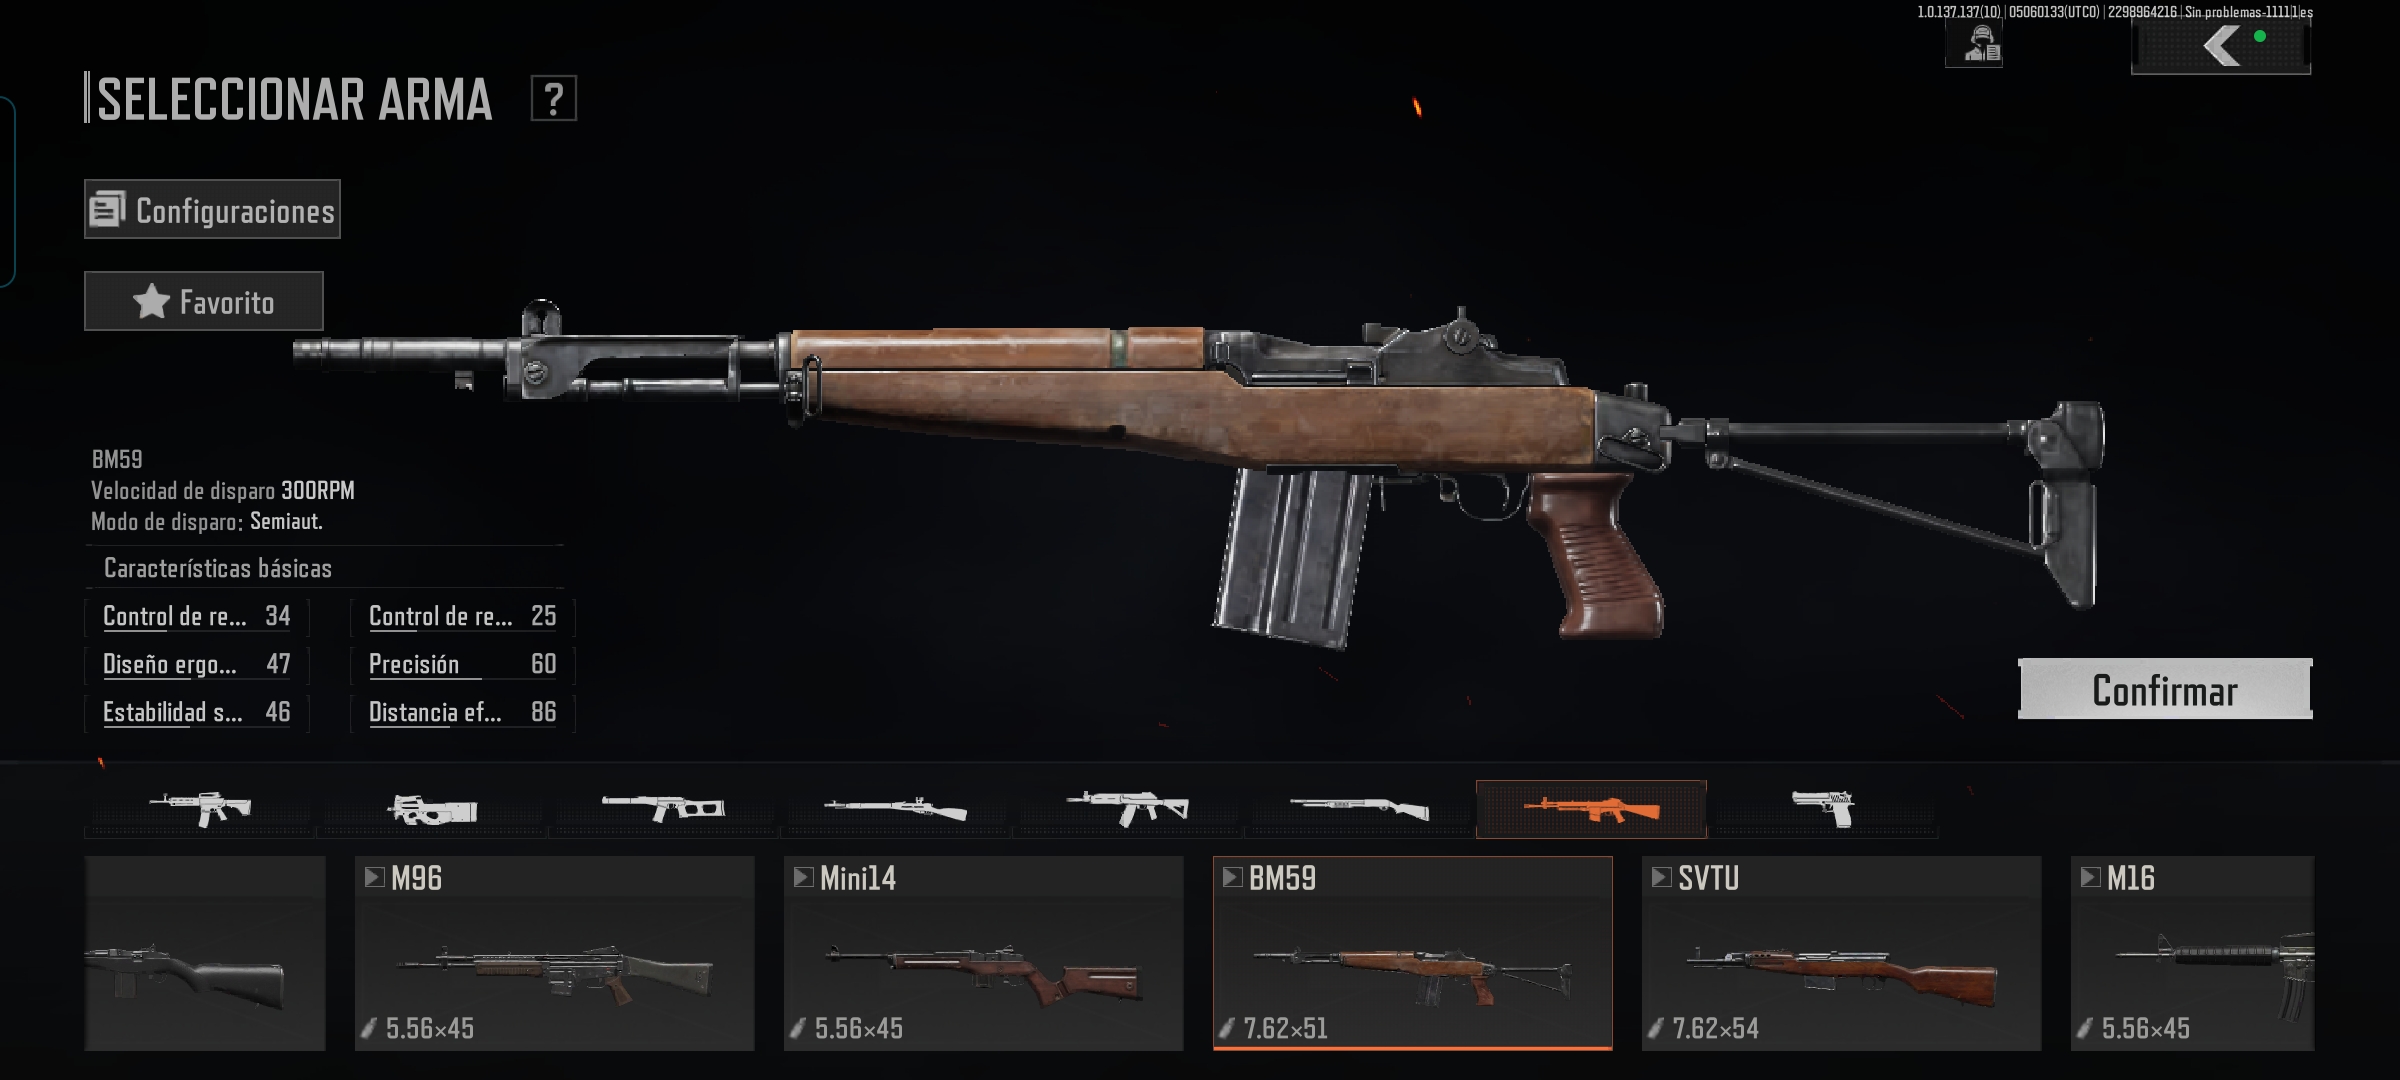 1.0.137.137(10) | 05060133(UTC0) | 2298964216 | Sin problemas-1111|1|es
SELECCIONAR ARMA ?
Configuraciones
Favorito
BM59
Velocidad de disparo 300RPM
Modo de disparo: Semiaut.
Características básicas
Control de re... 34
Control de re... 25
Diseño ergo... 47
Precisión 60
Estabilidad s... 46
Distancia ef... 86
Confirmar
M96
Mini14
BM59
SVTU
M16
5.56×45
5.56×45
7.62×51
7.62×54
5.56×45